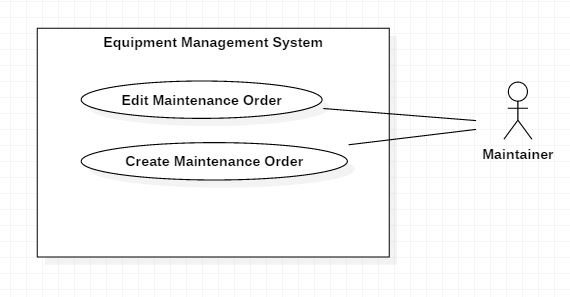 Equipment Management System
Edit Maintenance Order
Create Maintenance Order
Maintainer